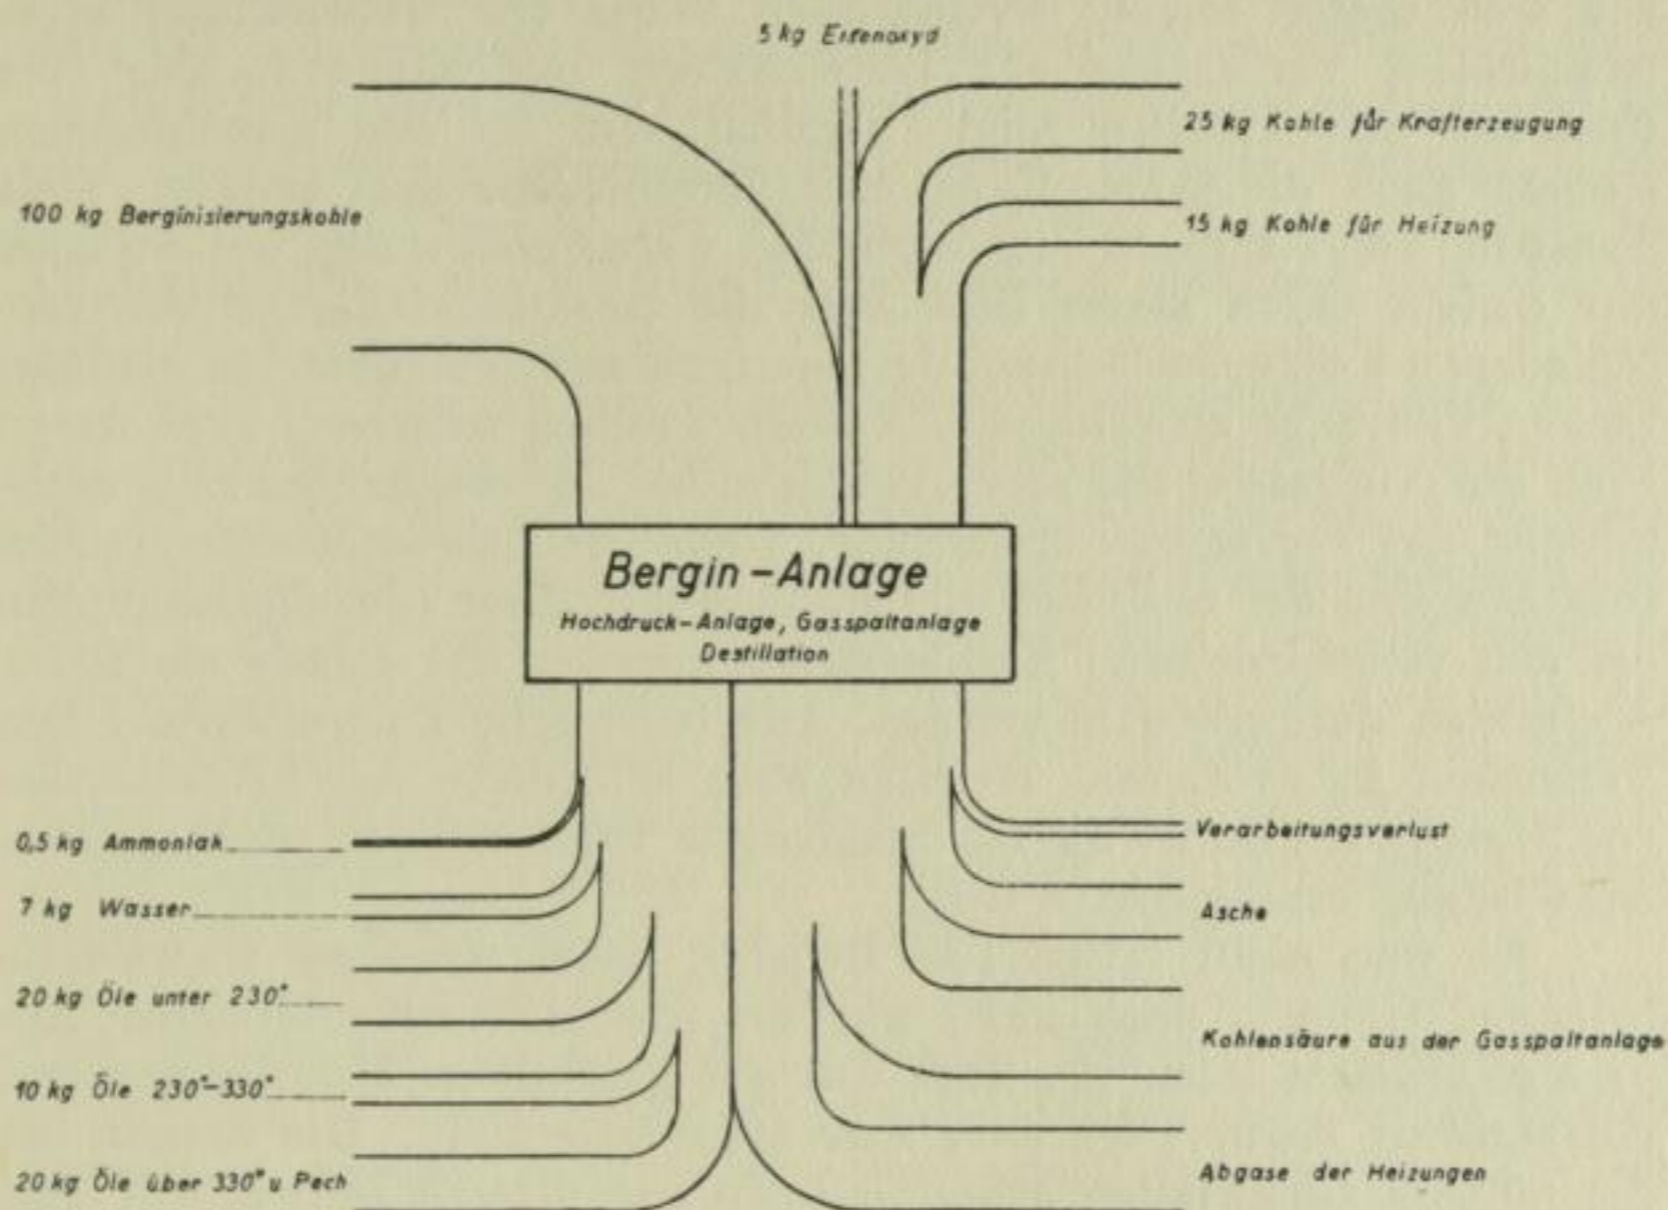 5 kg Eisenoxyd
25 kg Kohle für Krafterzeugung
100 kg Berginisierungskohle
15 kg Kohle für Heizung
Bergin-Anlage
Hochdruck-Anlage, Gasspaltanlage
Destillation
0,5 kg Ammoniak
7 kg Wasser
20 kg Öle unter 230°
10 kg Öle 230°-330°
20 kg Öle über 330° u Pech
Verarbeitungsverlust
Asche
Kohlensäure aus der Gasspaltanlage
Abgase der Heizungen